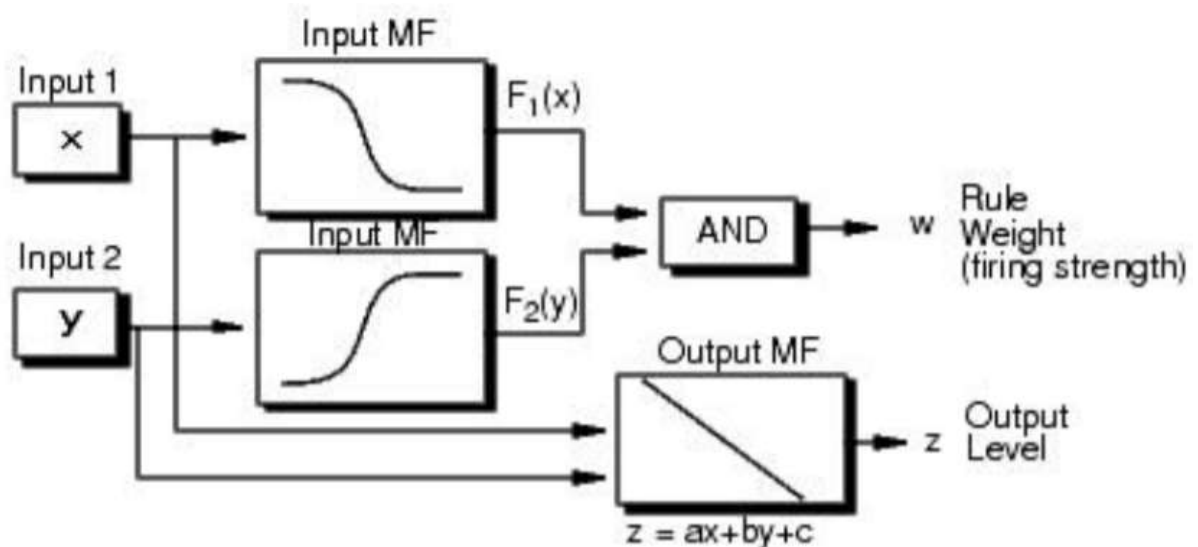 Input MF
Input 1
x
F₁(x)
Input MF
Input 2
y
F₂(y)
AND
w
Rule
Weight
(firing strength)
Output MF
z
Output
Level
z = ax+by+c